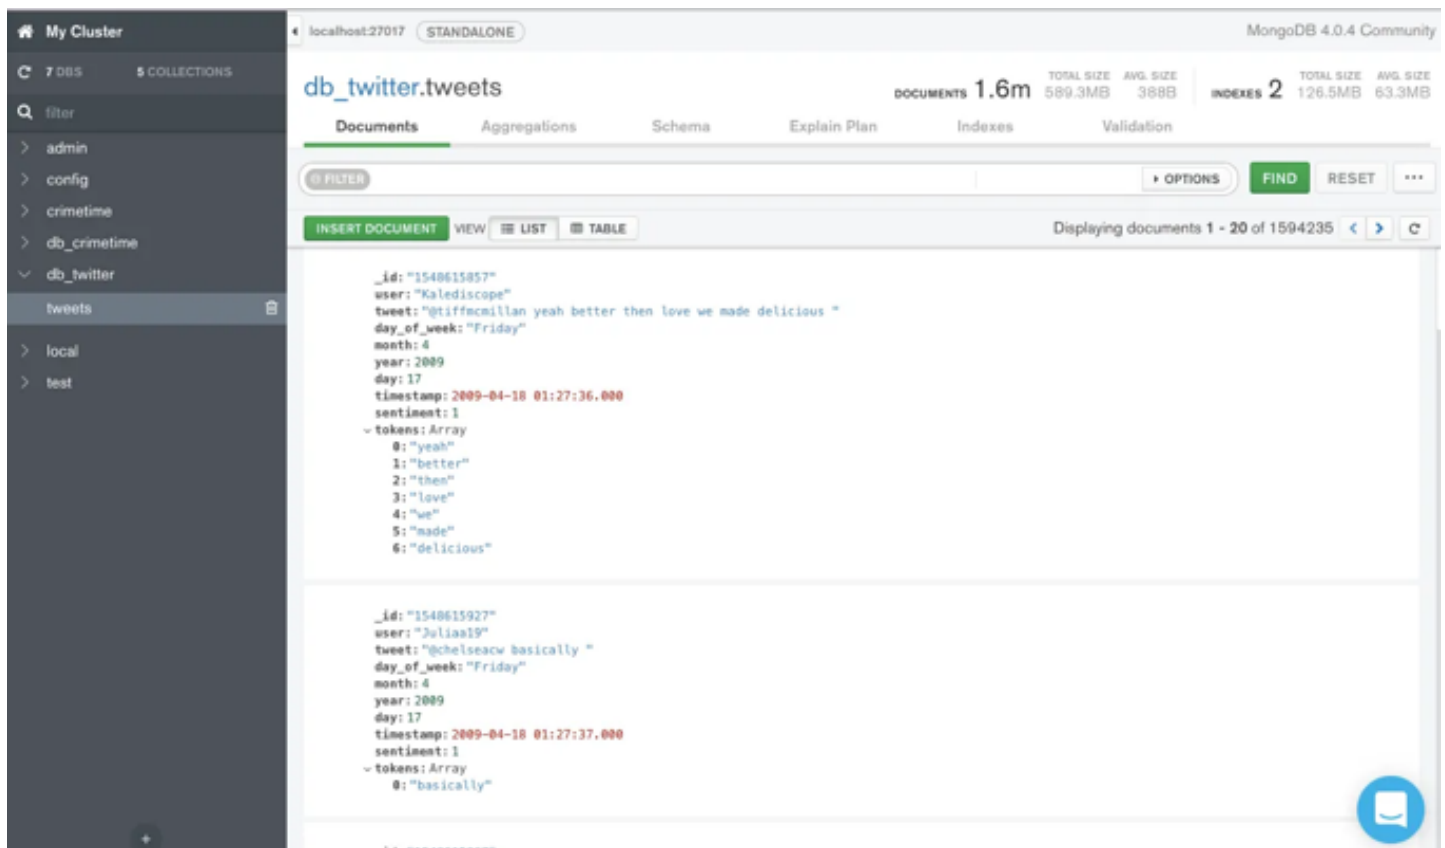 My Cluster
7 DBS 5 COLLECTIONS
filter
admin
config
crimetime
db_crimetime
db_twitter
tweets
local
test
localhost:27017 STANDALONE MongoDB 4.0.4 Community
db_twitter.tweets DOCUMENTS 1.6m TOTAL SIZE 589.3MB AVG. SIZE 388B INDEXES 2 TOTAL SIZE 126.5MB AVG. SIZE 63.3MB
Documents Aggregations Schema Explain Plan Indexes Validation
FILTER OPTIONS FIND RESET ...
INSERT DOCUMENT VIEW LIST TABLE Displaying documents 1 - 20 of 1594235
_id: "1548615857"
user: "Kalediscope"
tweet: "@tiffmcmillan yeah better then love we made delicious "
day_of_week: "Friday"
month: 4
year: 2009
day: 17
timestamp: 2009-04-18 01:27:36.000
sentiment: 1
tokens: Array
0: "yeah"
1: "better"
2: "then"
3: "love"
4: "we"
5: "made"
6: "delicious"
_id: "1548615927"
user: "Juliaa19"
tweet: "@chelseacw basically "
day_of_week: "Friday"
month: 4
year: 2009
day: 17
timestamp: 2009-04-18 01:27:37.000
sentiment: 1
tokens: Array
0: "basically"